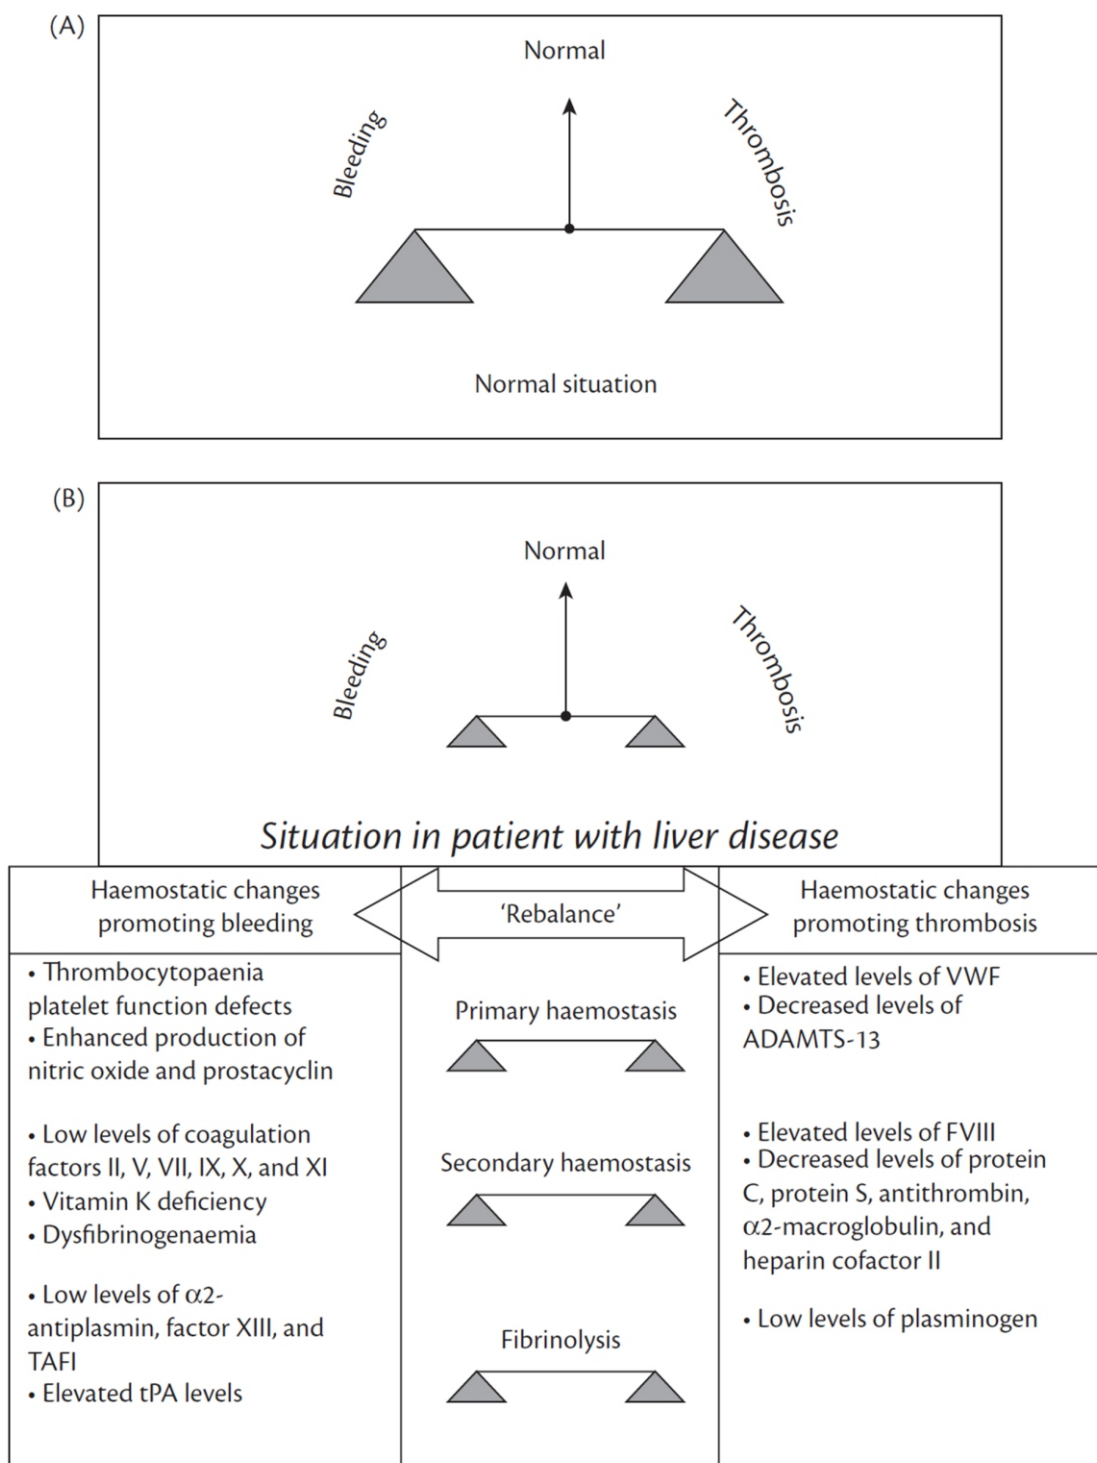 (A)
Normal
Bleeding
Thrombosis
Normal situation
(B)
Normal
Bleeding
Thrombosis
Situation in patient with liver disease
Haemostatic changes
promoting bleeding
'Rebalance'
Haemostatic changes
promoting thrombosis
• Thrombocytopaenia
platelet function defects
• Enhanced production of
nitric oxide and prostacyclin
Primary haemostasis
• Elevated levels of VWF
• Decreased levels of
ADAMTS-13
• Low levels of coagulation
factors II, V, VII, IX, X, and XI
• Vitamin K deficiency
• Dysfibrinogenaemia
Secondary haemostasis
• Elevated levels of FVIII
• Decreased levels of protein
C, protein S, antithrombin,
α2-macroglobulin, and
heparin cofactor II
• Low levels of α2-
antiplasmin, factor XIII, and
TAFI
• Elevated tPA levels
Fibrinolysis
• Low levels of plasminogen